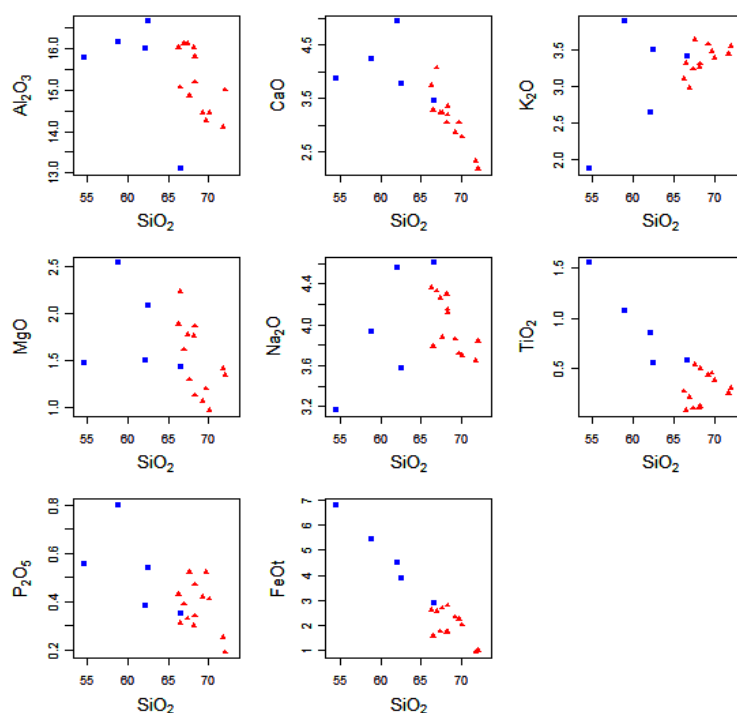 Al₂O₃
16.0
15.0
14.0
13.0
55 60 65 70
SiO₂
CaO
4.5
3.5
2.5
55 60 65 70
SiO₂
K₂O
3.5
3.0
2.5
2.0
55 60 65 70
SiO₂
MgO
2.5
2.0
1.5
1.0
55 60 65 70
SiO₂
Na₂O
4.4
4.0
3.6
3.2
55 60 65 70
SiO₂
TiO₂
1.5
1.0
0.5
55 60 65 70
SiO₂
P₂O₅
0.8
0.6
0.4
0.2
55 60 65 70
SiO₂
FeOt
7
6
5
4
3
2
1
55 60 65 70
SiO₂